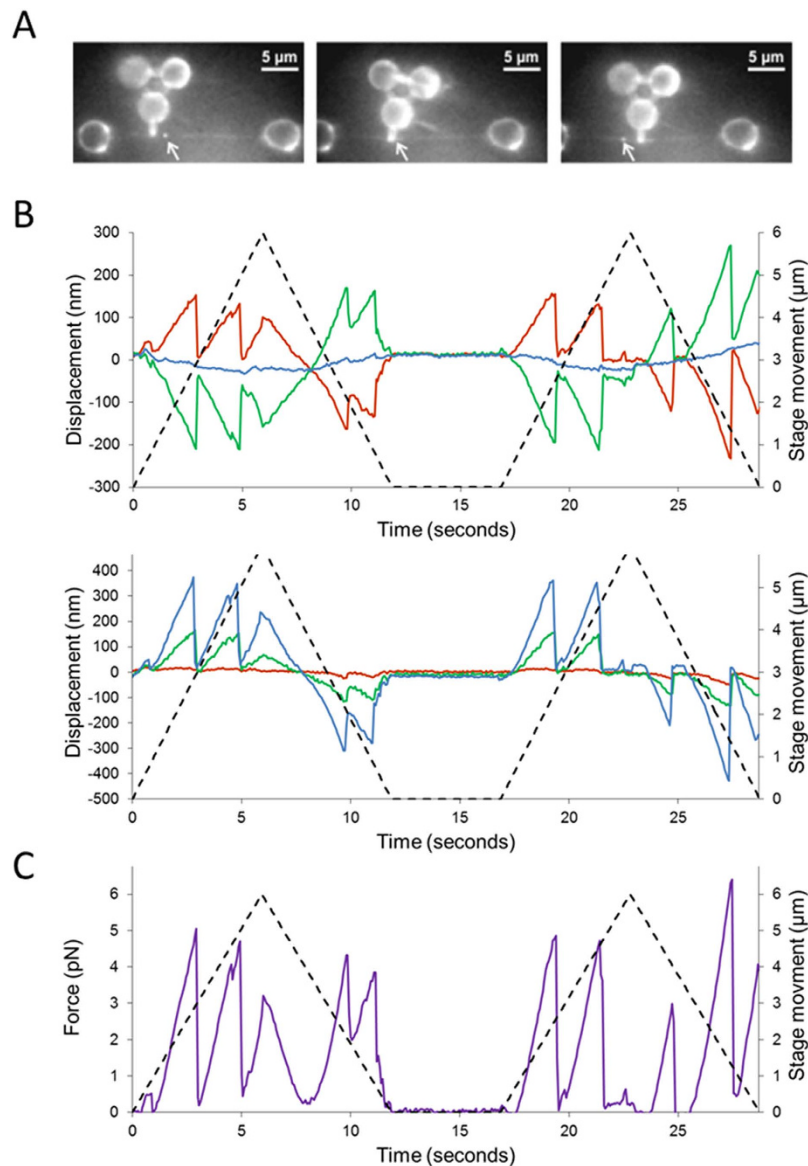 A
5 µm 5 µm 5 µm
B
300
200
100
0
-100
-200
-300
Displacement (nm)
6
5
4
3
2
1
0
Stage movement (µm)
0 5 10 15 20 25
Time (seconds)
400
300
200
100
0
-100
-200
-300
-400
-500
Displacement (nm)
5
4
3
2
1
0
Stage movement (µm)
0 5 10 15 20 25
Time (seconds)
C
6
5
4
3
2
1
0
Force (pN)
6
5
4
3
2
1
0
Stage movement (µm)
0 5 10 15 20 25
Time (seconds)